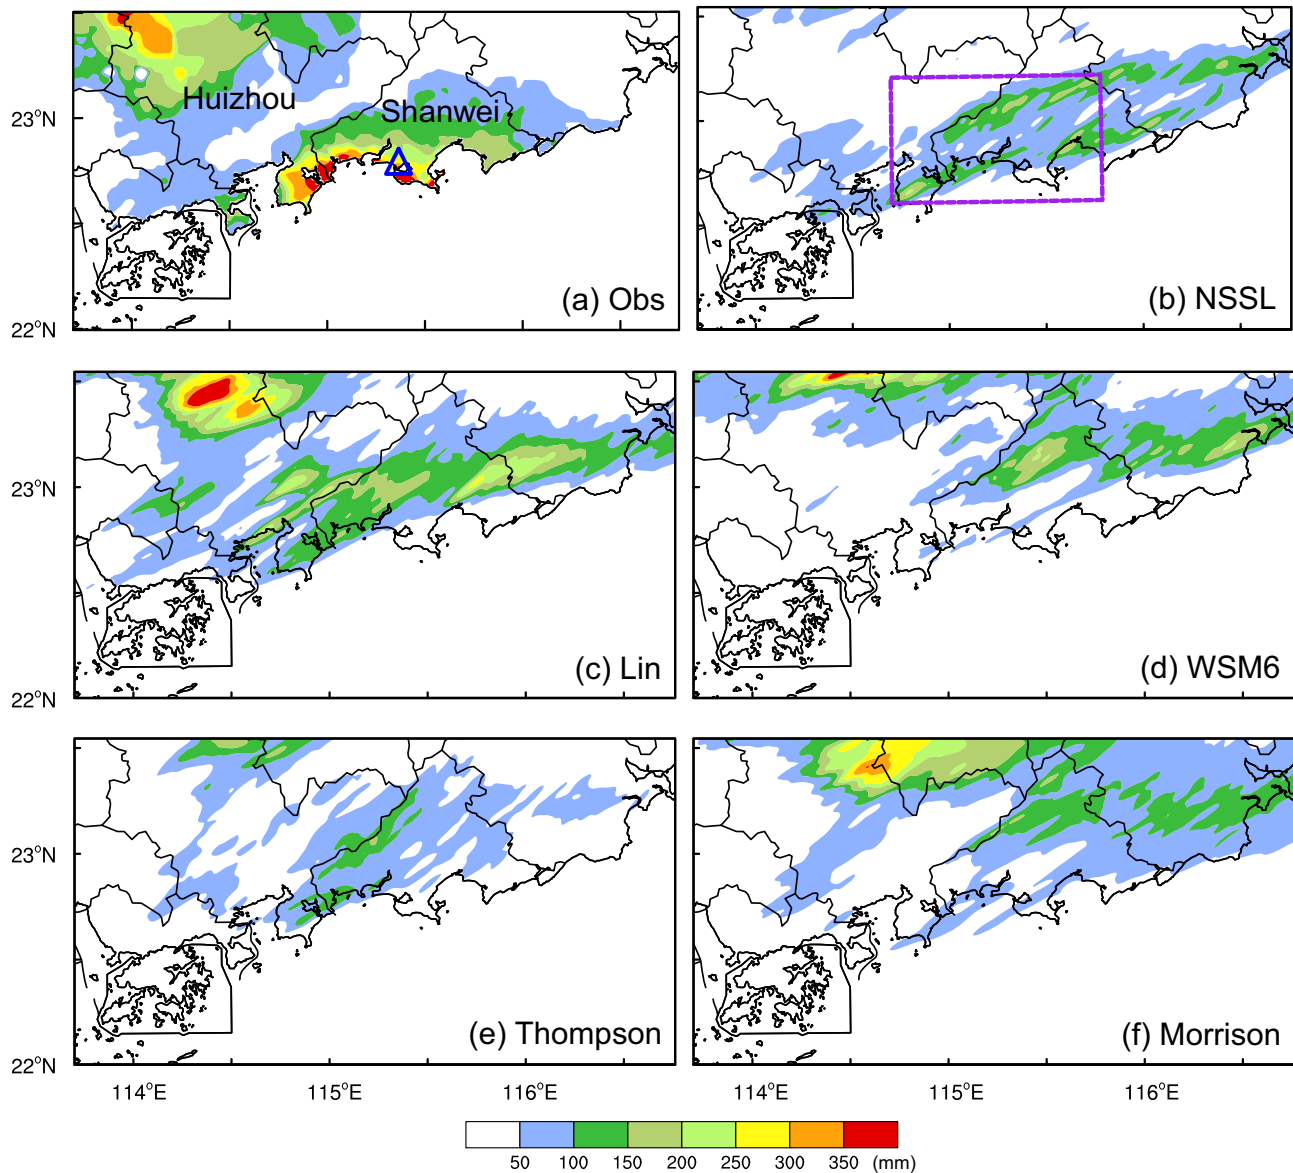 Huizhou
Shanwei
23°N
22°N
(a) Obs
(b) NSSL
23°N
22°N
(c) Lin
(d) WSM6
23°N
22°N
(e) Thompson
(f) Morrison
114°E 115°E 116°E 114°E 115°E 116°E
50 100 150 200 250 300 350 (mm)